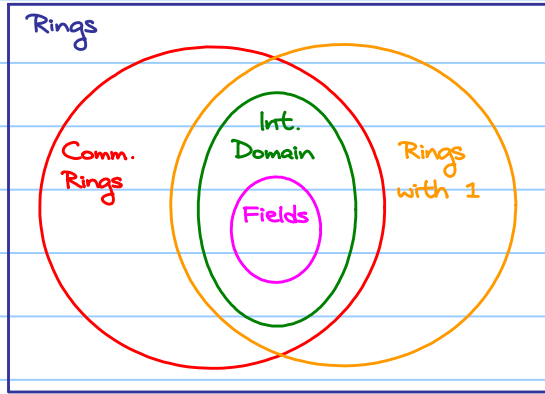 Rings
Int.
Domain
Comm.
Rings
Rings
with 1
Fields